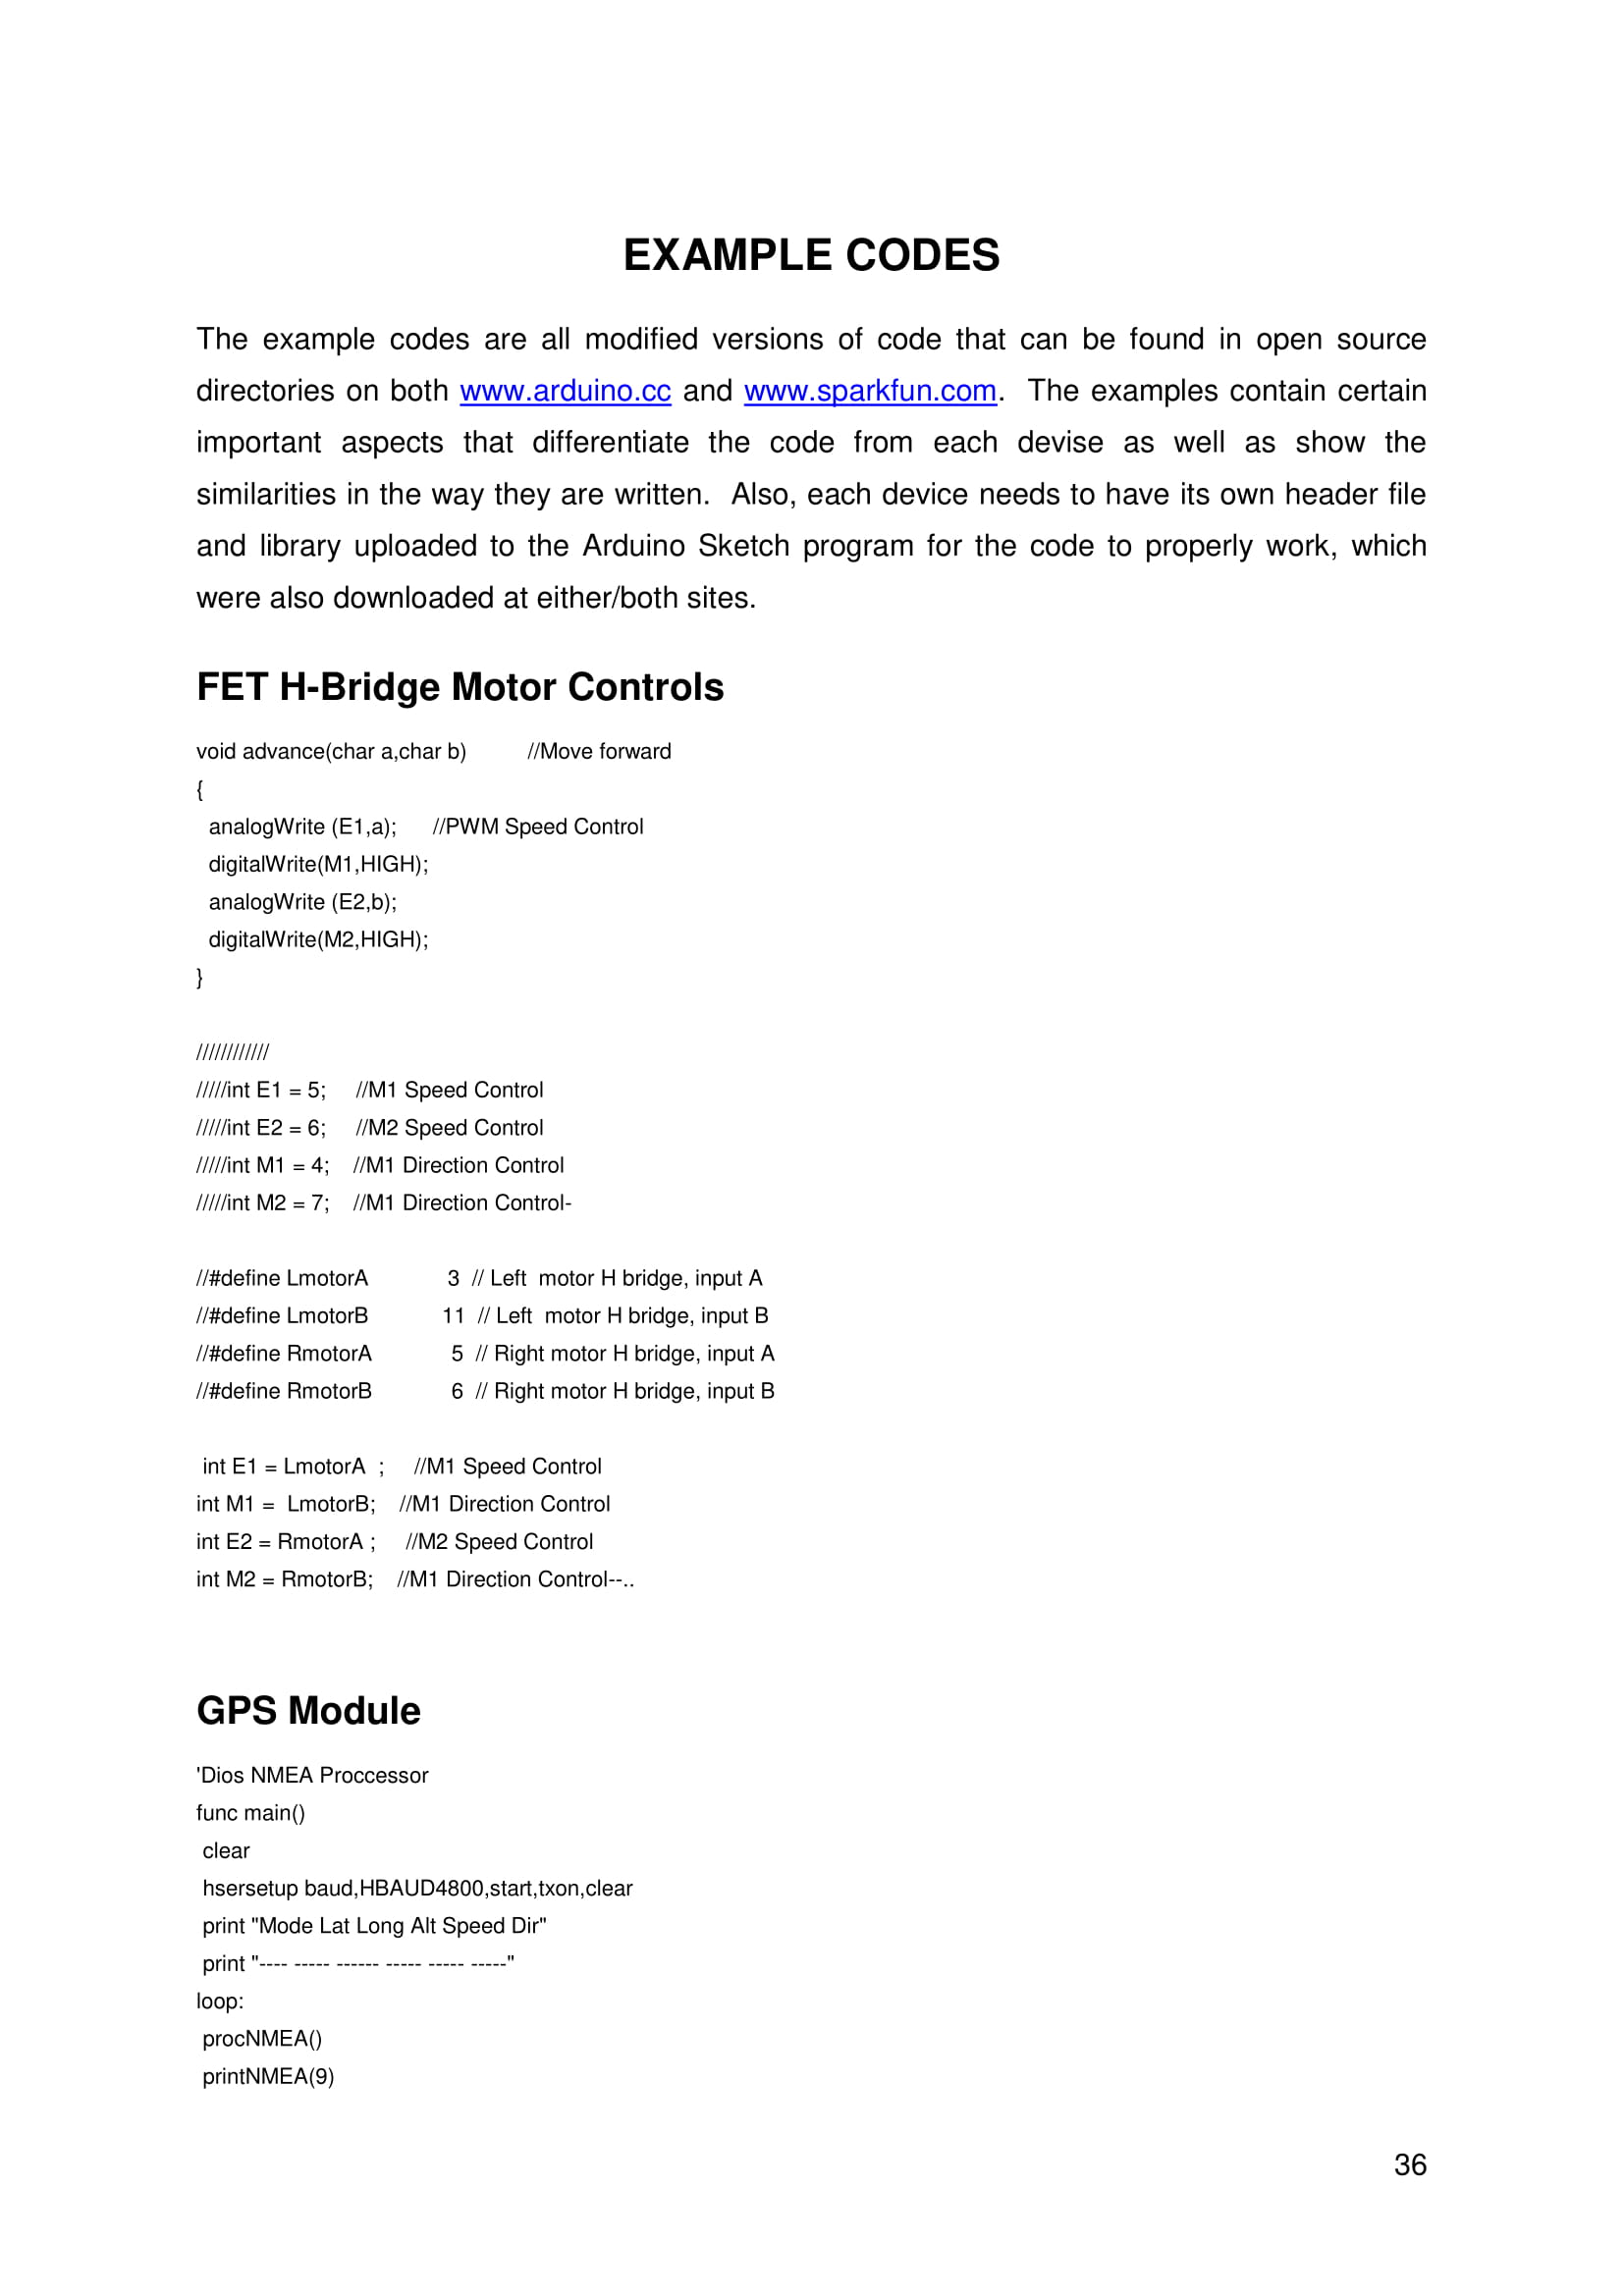 EXAMPLE CODES
The example codes are all modified versions of code that can be found in open source
directories on both www.arduino.cc and www.sparkfun.com.  The examples contain certain
important aspects that differentiate the code from each devise as well as show the
similarities in the way they are written.  Also, each device needs to have its own header file
and library uploaded to the Arduino Sketch program for the code to properly work, which
were also downloaded at either/both sites.
FET H-Bridge Motor Controls
void advance(char a,char b)          //Move forward
{
  analogWrite (E1,a);      //PWM Speed Control
  digitalWrite(M1,HIGH);
  analogWrite (E2,b);
  digitalWrite(M2,HIGH);
}
////////////
/////int E1 = 5;     //M1 Speed Control
/////int E2 = 6;     //M2 Speed Control
/////int M1 = 4;    //M1 Direction Control
/////int M2 = 7;    //M1 Direction Control-
//#define LmotorA             3  // Left  motor H bridge, input A
//#define LmotorB            11  // Left  motor H bridge, input B
//#define RmotorA             5  // Right motor H bridge, input A
//#define RmotorB             6  // Right motor H bridge, input B
 int E1 = LmotorA  ;     //M1 Speed Control
int M1 =  LmotorB;    //M1 Direction Control
int E2 = RmotorA ;     //M2 Speed Control
int M2 = RmotorB;    //M1 Direction Control--..
GPS Module
'Dios NMEA Proccessor
func main()
 clear
 hsersetup baud,HBAUD4800,start,txon,clear
 print "Mode Lat Long Alt Speed Dir"
 print "---- ----- ------ ----- ----- -----"
loop:
 procNMEA()
 printNMEA(9)
36